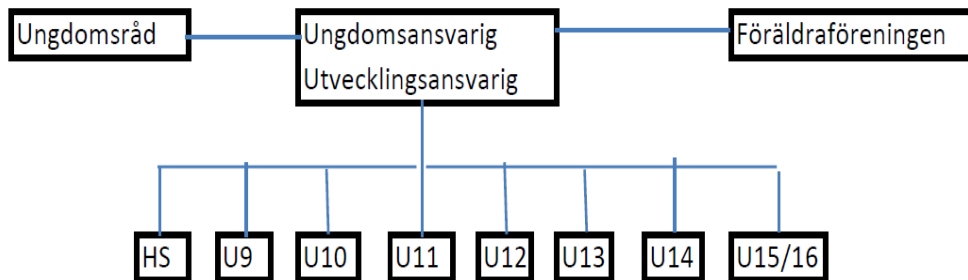 Ungdomsråd
Ungdomsansvarig
Utvecklingsansvarig
Föräldraföreningen
HS
U9
U10
U11
U12
U13
U14
U15/16